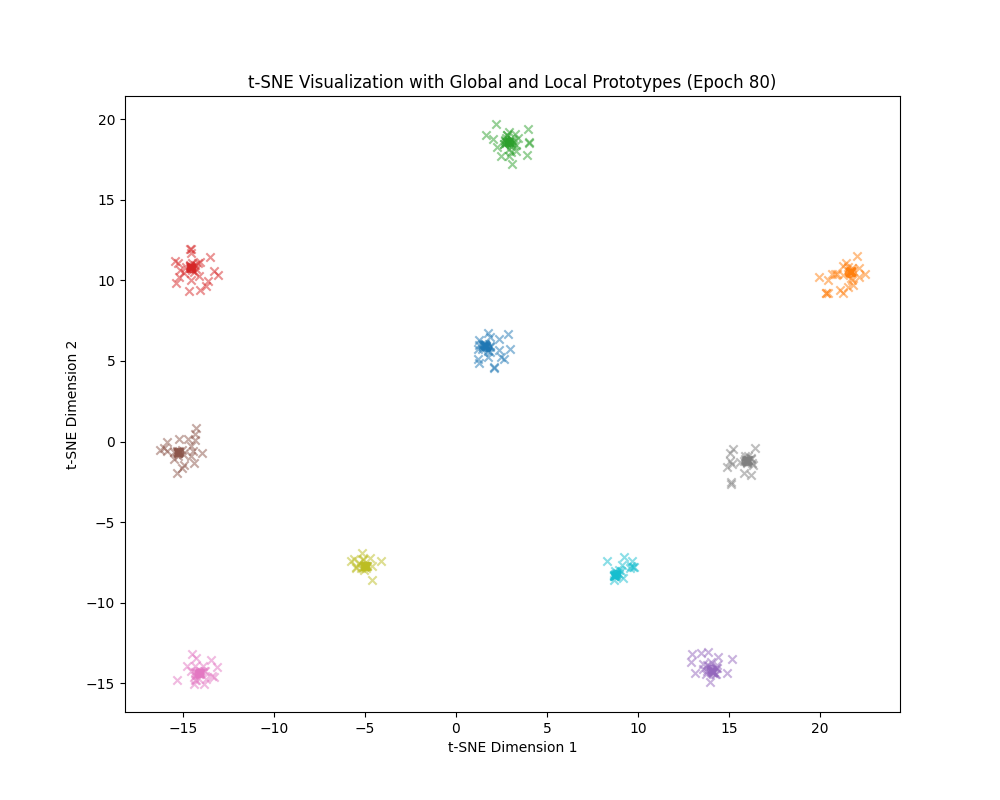 t-SNE Visualization with Global and Local Prototypes (Epoch 80)
20
15
10
5
0
−5
−10
−15
t-SNE Dimension 2
−15 −10 −5 0 5 10 15 20
t-SNE Dimension 1